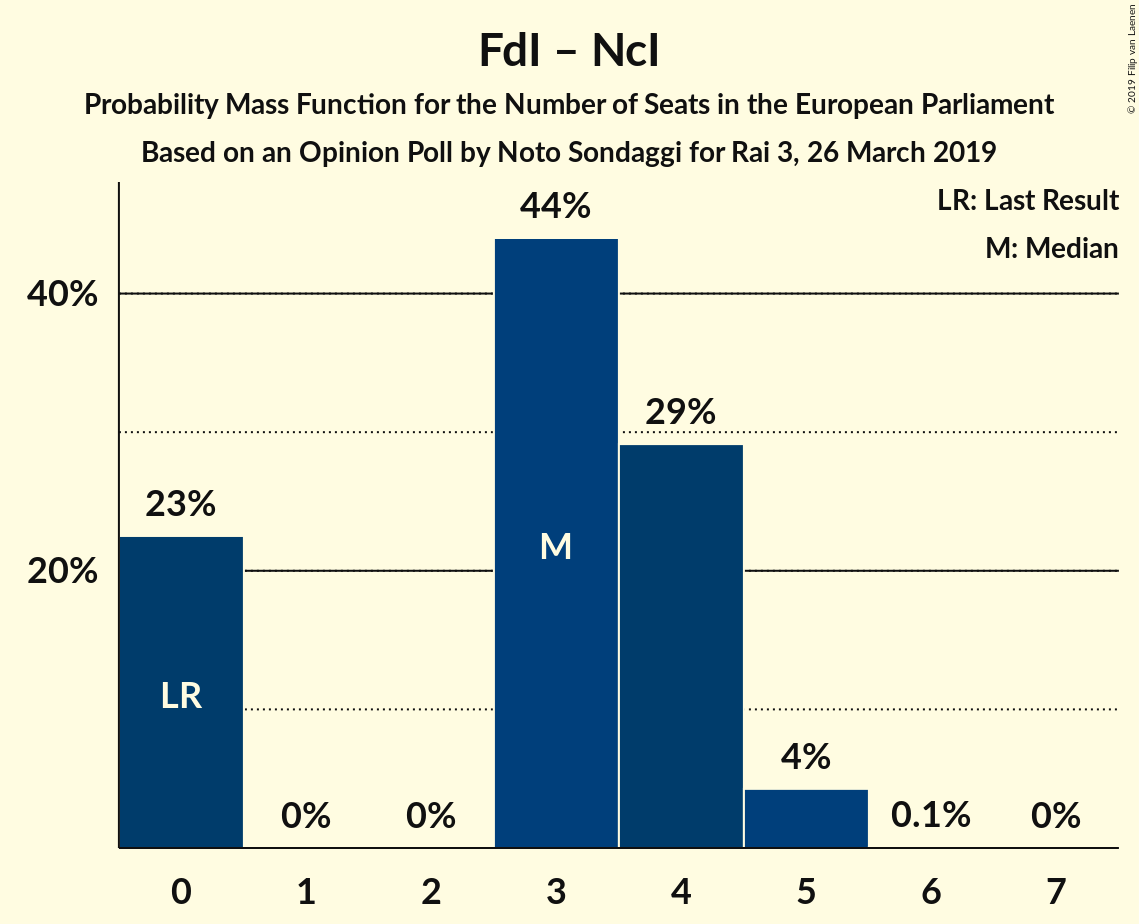 FdI – NcI
Probability Mass Function for the Number of Seats in the European Parliament
Based on an Opinion Poll by Noto Sondaggi for Rai 3, 26 March 2019
© 2019 Filip van Laenen
LR: Last Result
M: Median
44%
40%
29%
23%
M
20%
LR
4%
0%
0%
0.1%
0%
0 1 2 3 4 5 6 7